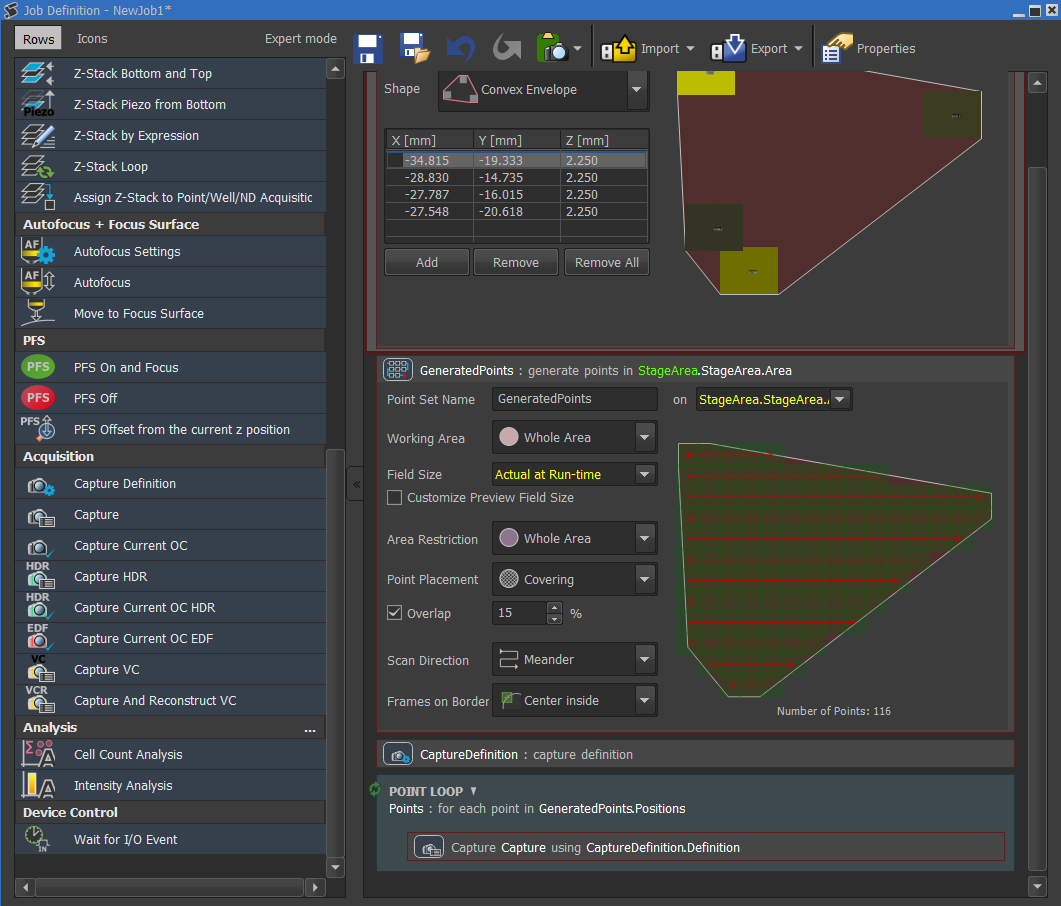 Job Definition - NewJob1*
Rows Icons Expert mode
Import Export Properties
Z-Stack Bottom and Top
Piezo Z-Stack Piezo from Bottom
Z-Stack by Expression
Z-Stack Loop
Assign Z-Stack to Point/Well/ND Acquisitic
Autofocus + Focus Surface
AF Autofocus Settings
AF Autofocus
Move to Focus Surface
PFS
PFS PFS On and Focus
PFS PFS Off
PFS PFS Offset from the current z position
Acquisition
Capture Definition
Capture
Capture Current OC
HDR Capture HDR
HDR Capture Current OC HDR
EDF Capture Current OC EDF
VC Capture VC
VCR Capture And Reconstruct VC
Analysis ...
Cell Count Analysis
Intensity Analysis
Device Control
IN Wait for I/O Event
«
Shape Convex Envelope
X [mm] Y [mm] Z [mm]
-34.815 -19.333 2.250
-28.830 -14.735 2.250
-27.787 -16.015 2.250
-27.548 -20.618 2.250
Add Remove Remove All
GeneratedPoints : generate points in StageArea.StageArea.Area
Point Set Name GeneratedPoints on StageArea.StageArea.
Working Area Whole Area
Field Size Actual at Run-time
Customize Preview Field Size
Area Restriction Whole Area
Point Placement Covering
Overlap 15 %
Scan Direction Meander
Frames on Border Center inside
Number of Points: 116
CaptureDefinition : capture definition
POINT LOOP
Points : for each point in GeneratedPoints.Positions
Capture Capture using CaptureDefinition.Definition